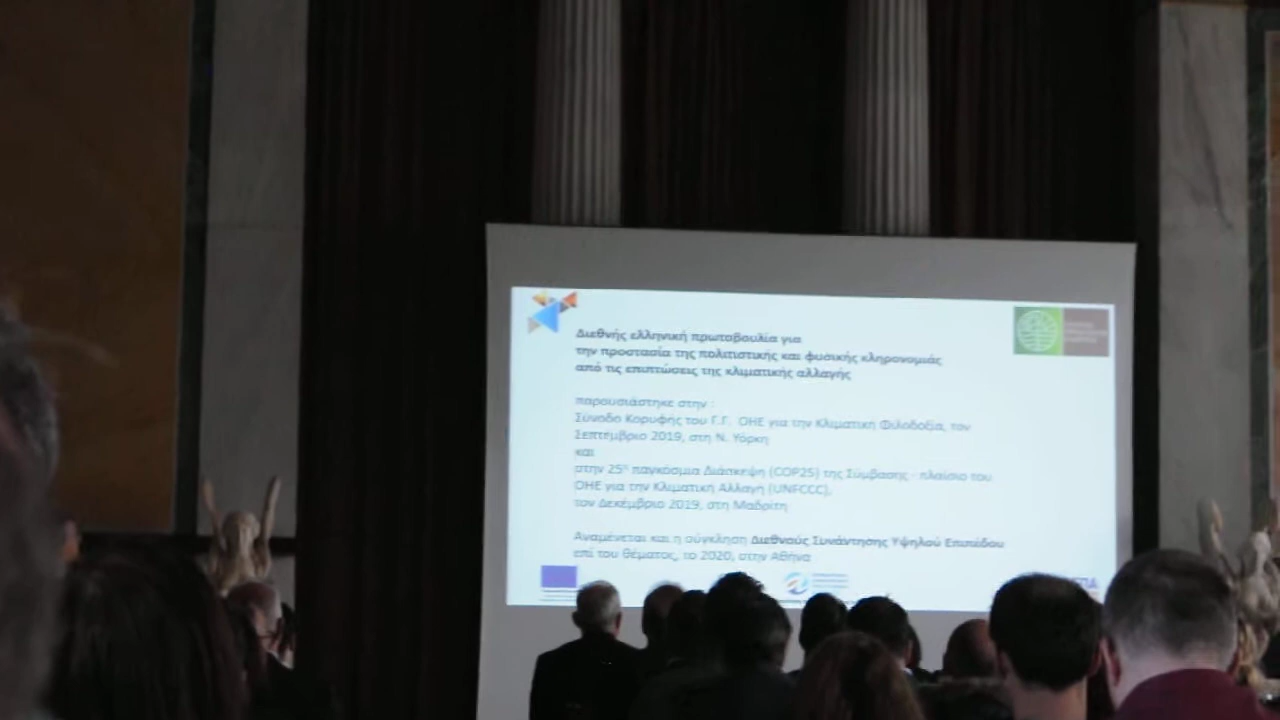 Διεθνής ελληνική πρωτοβουλία για
την προστασία της πολιτιστικής και φυσικής κληρονομιάς
από τις επιπτώσεις της κλιματικής αλλαγής
παρουσιάστηκε στην :
Σύνοδο Κορυφής του Γ.Γ. ΟΗΕ για την Κλιματική Φιλοδοξία, τον
Σεπτέμβριο 2019, στη Ν. Υόρκη
και
στην 25η παγκόσμια Διάσκεψη (COP25) της Σύμβασης - πλαίσιο του
ΟΗΕ για την Κλιματική Αλλαγή (UNFCCC),
τον Δεκέμβριο 2019, στη Μαδρίτη
Αναμένεται και η σύγκληση Διεθνούς Συνάντησης Υψηλού Επιπέδου
επί του θέματος, το 2020, στην Αθήνα